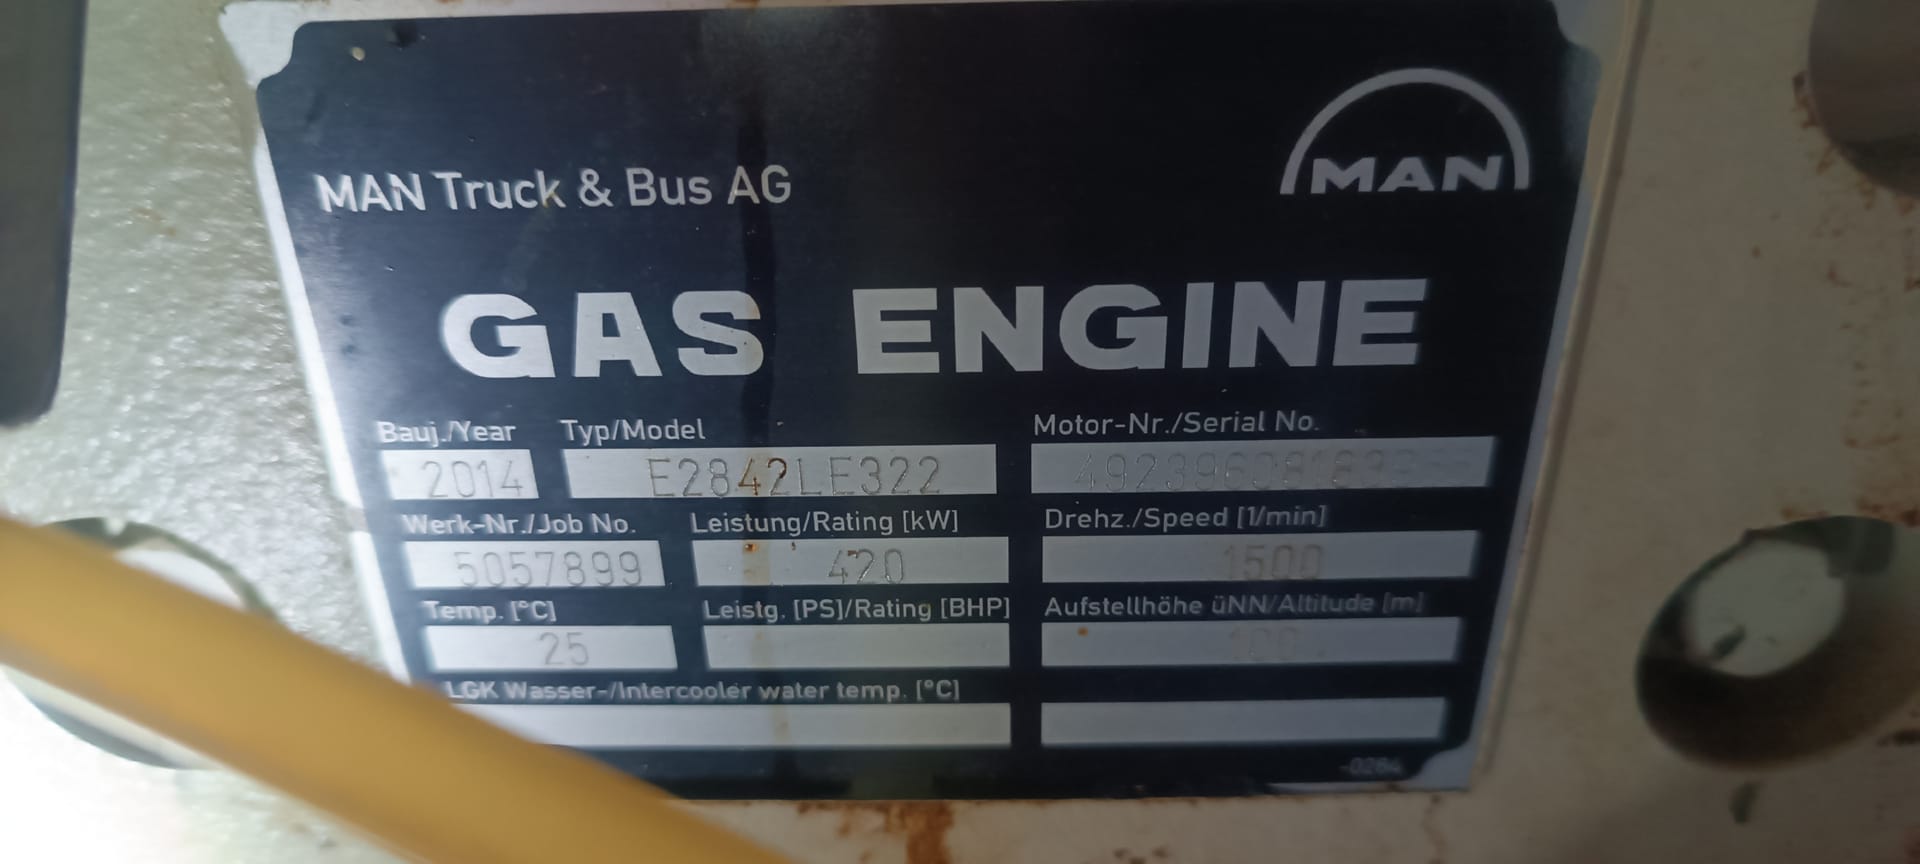 MAN Truck & Bus AG
MAN
GAS ENGINE
Bauj./Year Typ/Model Motor-Nr./Serial No.
2014 E2842LE322
Werk-Nr./Job No. Leistung/Rating [kW] Drehz./Speed [1/min]
5057899 420 1500
Temp. [°C] Leistg. [PS]/Rating [BHP] Aufstellhöhe üNN/Altitude [m]
25 100
LGK Wasser-/Intercooler water temp. [°C]